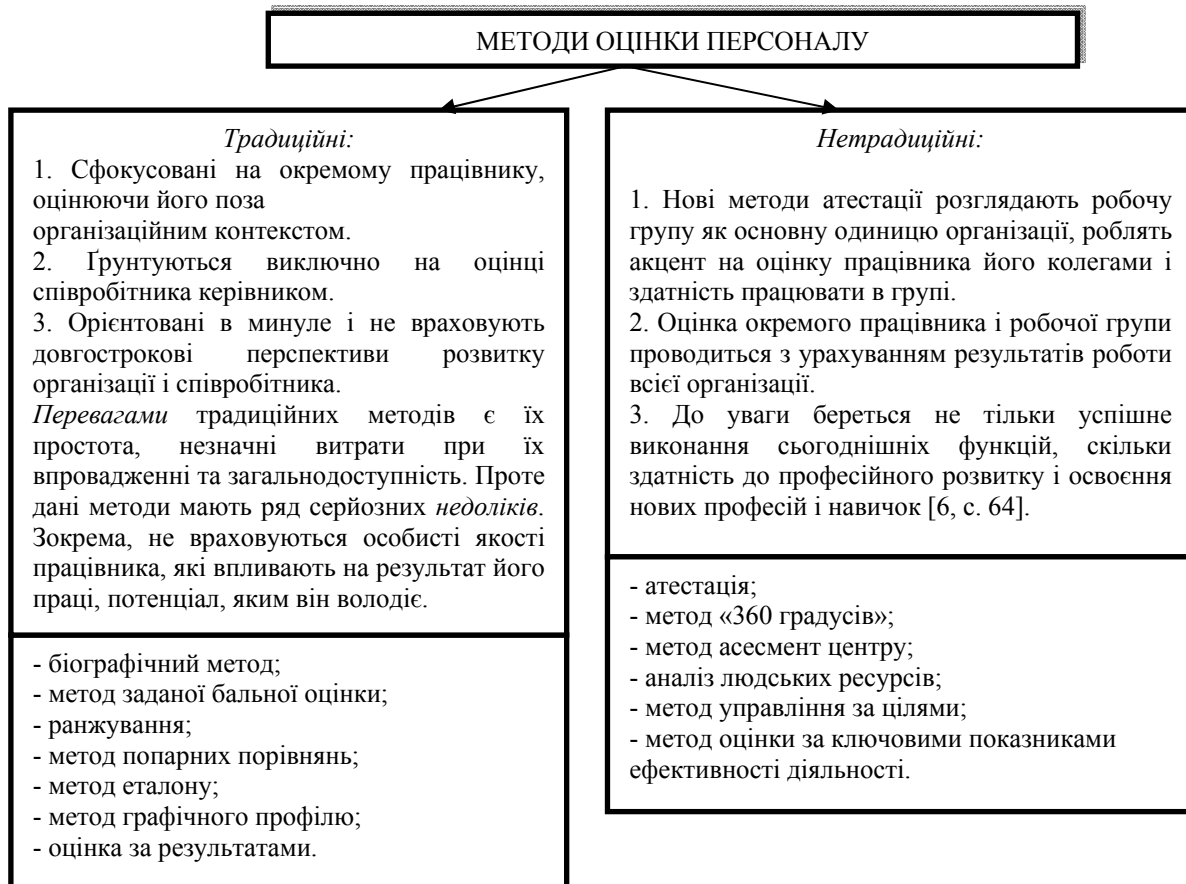 МЕТОДИ ОЦІНКИ ПЕРСОНАЛУ
Традиційні:
1. Сфокусовані на окремому працівнику,
оцінюючи його поза
організаційним контекстом.
2. Ґрунтуються виключно на оцінці
співробітника керівником.
3. Орієнтовані в минуле і не враховують
довгострокові перспективи розвитку
організації і співробітника.
Перевагами традиційних методів є їх
простота, незначні витрати при їх
впровадженні та загальнодоступність. Проте
дані методи мають ряд серйозних недоліків.
Зокрема, не враховуються особисті якості
працівника, які впливають на результат його
праці, потенціал, яким він володіє.
- біографічний метод;
- метод заданої бальної оцінки;
- ранжування;
- метод попарних порівнянь;
- метод еталону;
- метод графічного профілю;
- оцінка за результатами.
Нетрадиційні:
1. Нові методи атестації розглядають робочу
групу як основну одиницю організації, роблять
акцент на оцінку працівника його колегами і
здатність працювати в групі.
2. Оцінка окремого працівника і робочої групи
проводиться з урахуванням результатів роботи
всієї організації.
3. До уваги береться не тільки успішне
виконання сьогоднішніх функцій, скільки
здатність до професійного розвитку і освоєння
нових професій і навичок [6, с. 64].
- атестація;
- метод «360 градусів»;
- метод асесмент центру;
- аналіз людських ресурсів;
- метод управління за цілями;
- метод оцінки за ключовими показниками
ефективності діяльності.